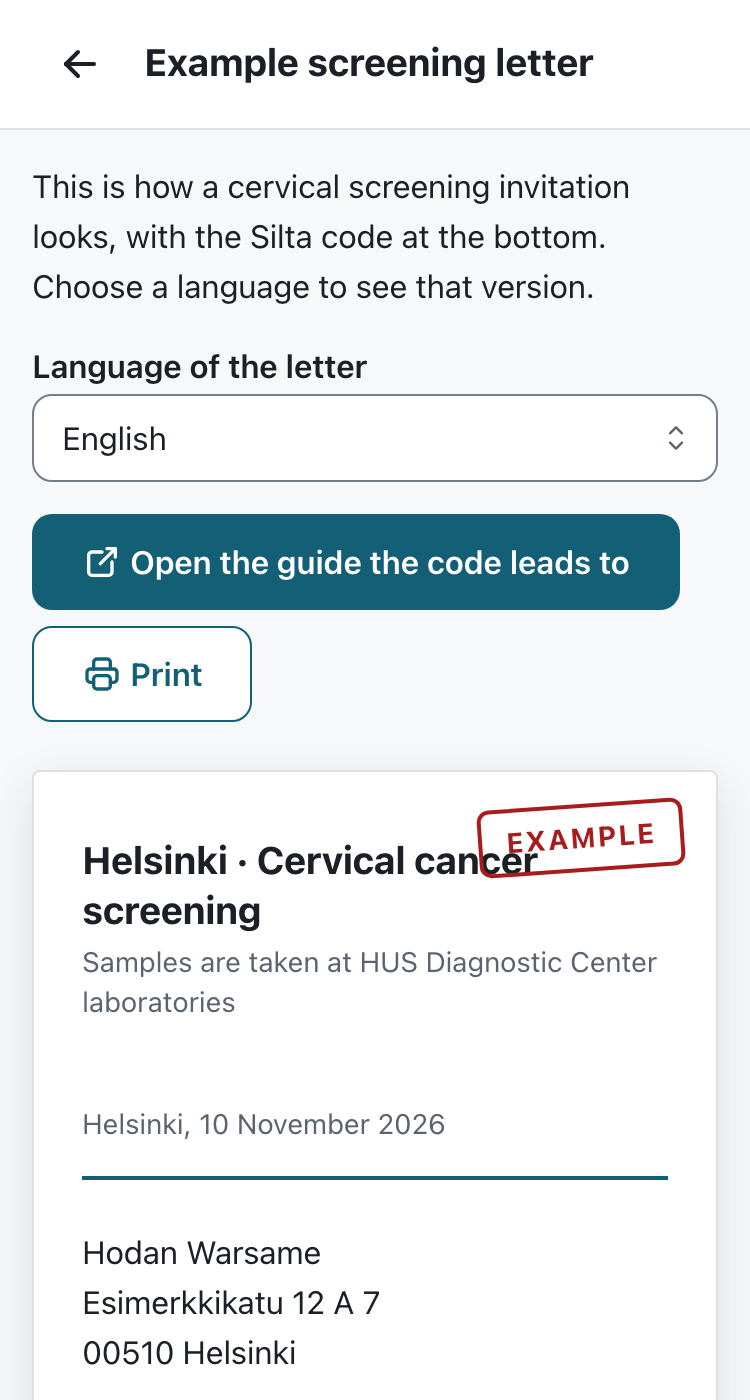 Example screening letter
This is how a cervical screening invitation
looks, with the Silta code at the bottom.
Choose a language to see that version.
Language of the letter
English
Open the guide the code leads to
Print
EXAMPLE
Helsinki · Cervical cancer
screening
Samples are taken at HUS Diagnostic Center
laboratories
Helsinki, 10 November 2026
Hodan Warsame
Esimerkkikatu 12 A 7
00510 Helsinki